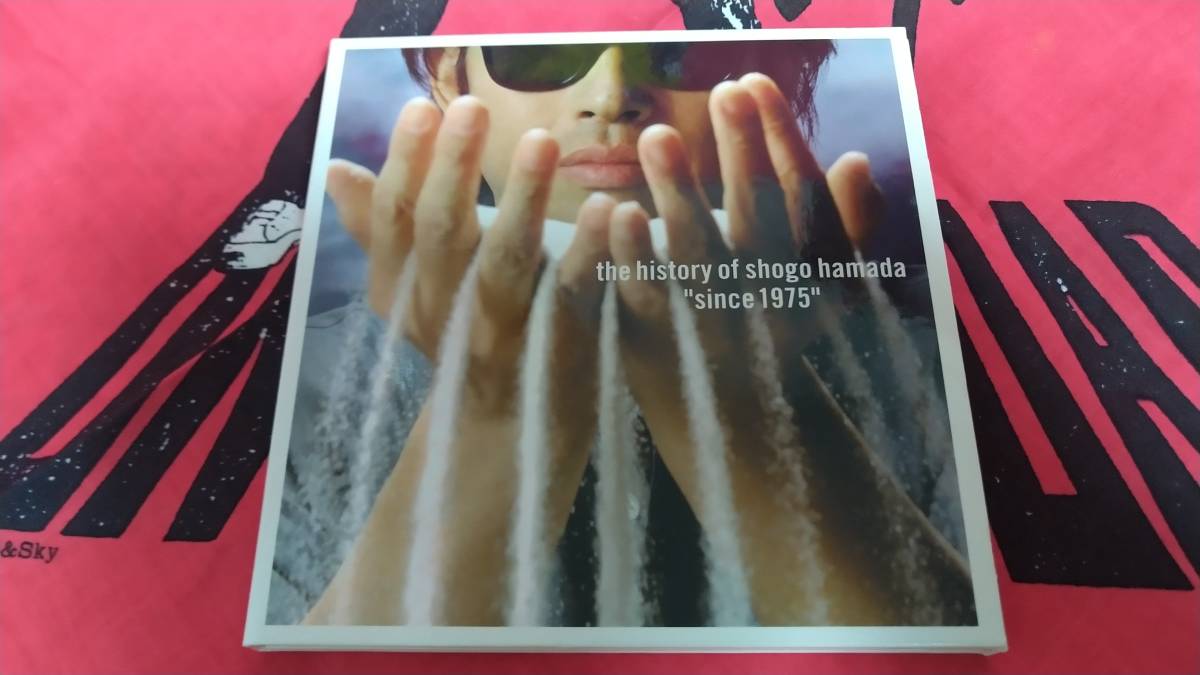 the history of shogo hamada
"since 1975"
&Sky